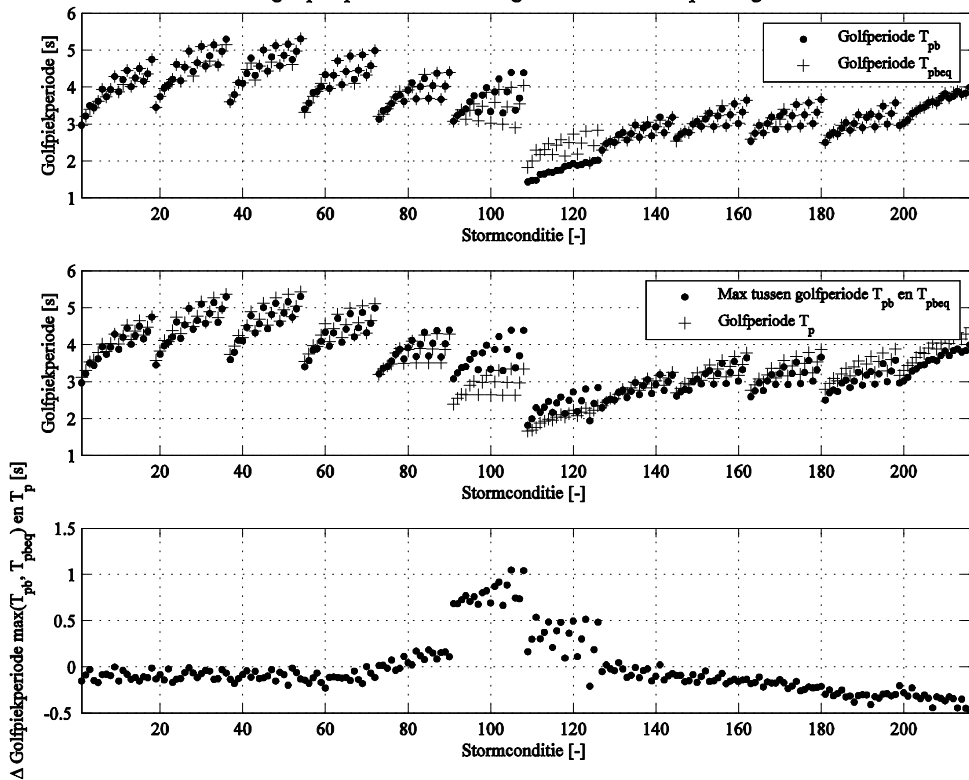 6
5
4
3
2
1
Golfpiekperiode [s]
Golfperiode T_pb
Golfperiode T_pbeq
20 40 60 80 100 120 140 160 180 200
Stormconditie [-]
6
5
4
3
2
1
Golfpiekperiode [s]
Max tussen golfperiode T_pb en T_pbeq
Golfperiode T_p
20 40 60 80 100 120 140 160 180 200
Stormconditie [-]
Δ Golfpiekperiode max(T_pb, T_pbeq) en T_p [s]
1.5
1
0.5
0
-0.5
20 40 60 80 100 120 140 160 180 200
Stormconditie [-]